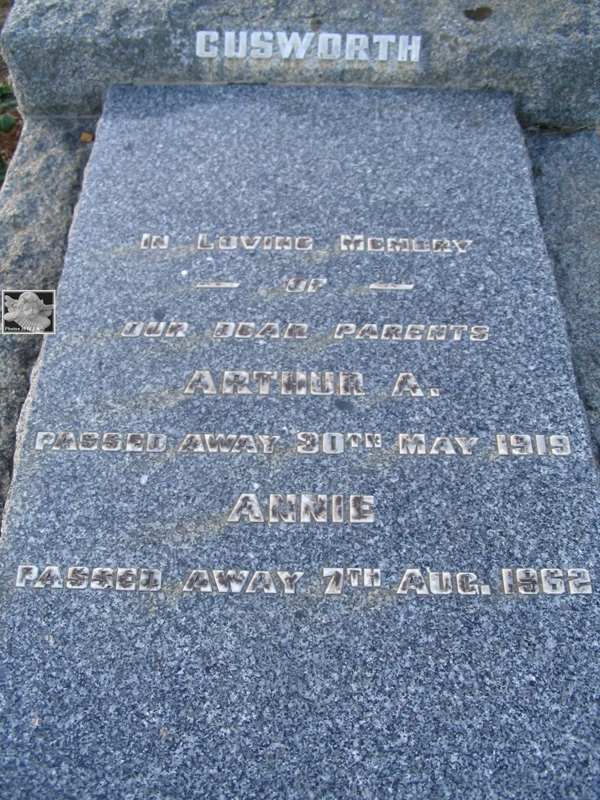 CUSWORTH
IN LOVING MEMORY
— OF —
OUR DEAR PARENTS
ARTHUR A.
PASSED AWAY 30TH MAY 1919
ANNIE
PASSED AWAY 7TH AUG. 1962
Photos